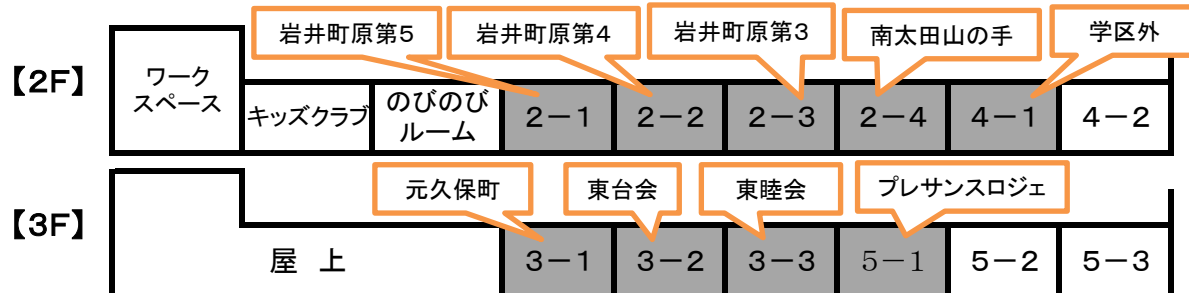 岩井町原第5
岩井町原第4
岩井町原第3
南太田山の手
学区外
【2F】
ワーク
スペース
キッズクラブ
のびのび
ルーム
2－1
2－2
2－3
2－4
4－1
4－2
元久保町
東台会
東睦会
プレサンスロジェ
【3F】
屋 上
3－1
3－2
3－3
5－1
5－2
5－3